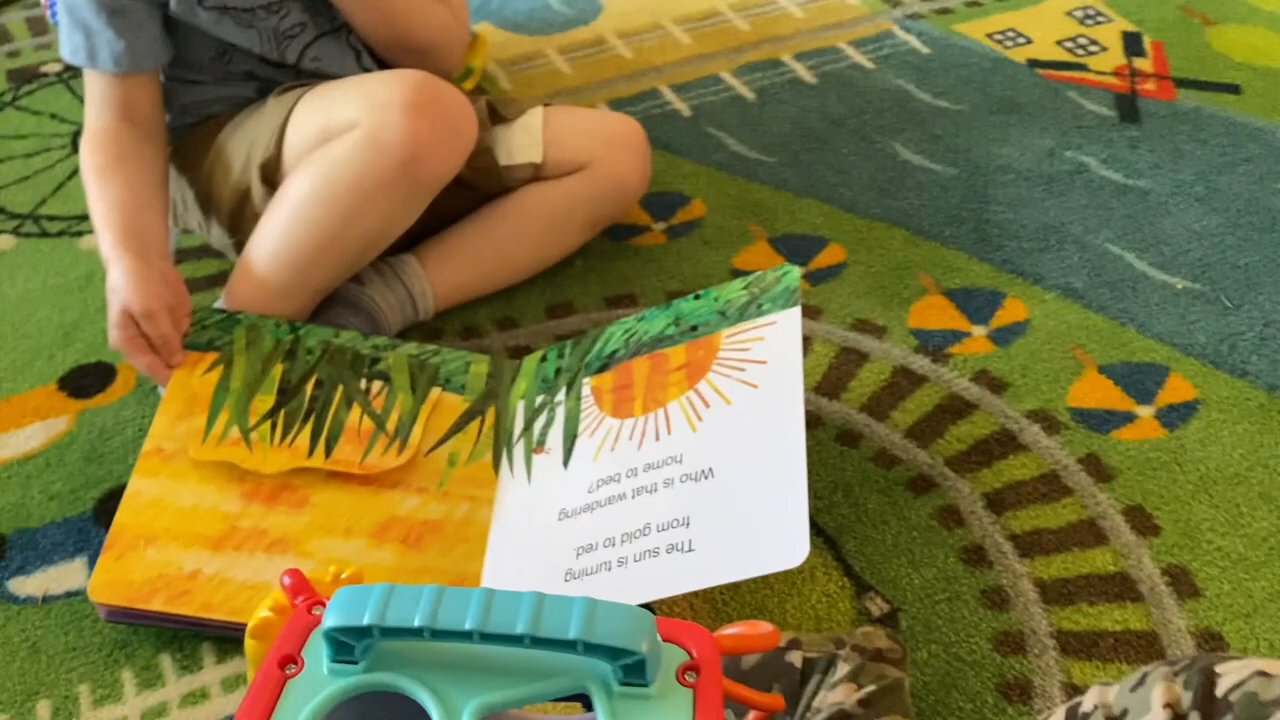 The sun is turning
from gold to red.
Who is that wandering
home to bed?